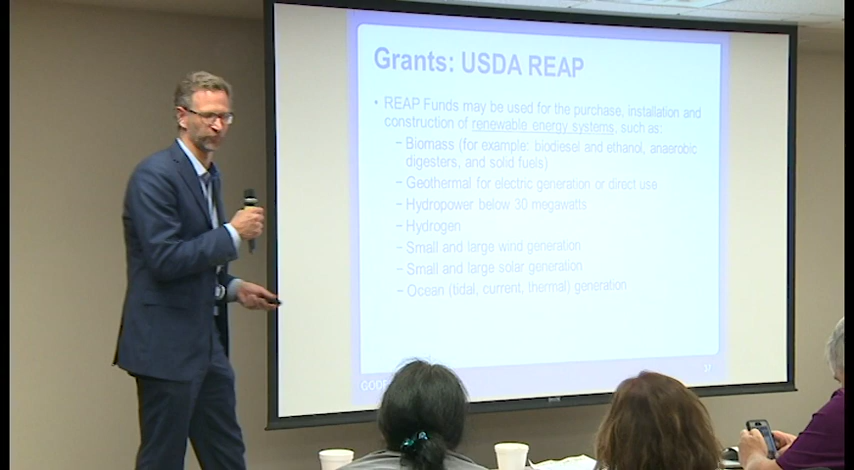 Grants: USDA REAP
• REAP Funds may be used for the purchase, installation and
construction of renewable energy systems, such as:
– Biomass (for example: biodiesel and ethanol, anaerobic
digesters, and solid fuels)
– Geothermal for electric generation or direct use
– Hydropower below 30 megawatts
– Hydrogen
– Small and large wind generation
– Small and large solar generation
– Ocean (tidal, current, thermal) generation
37